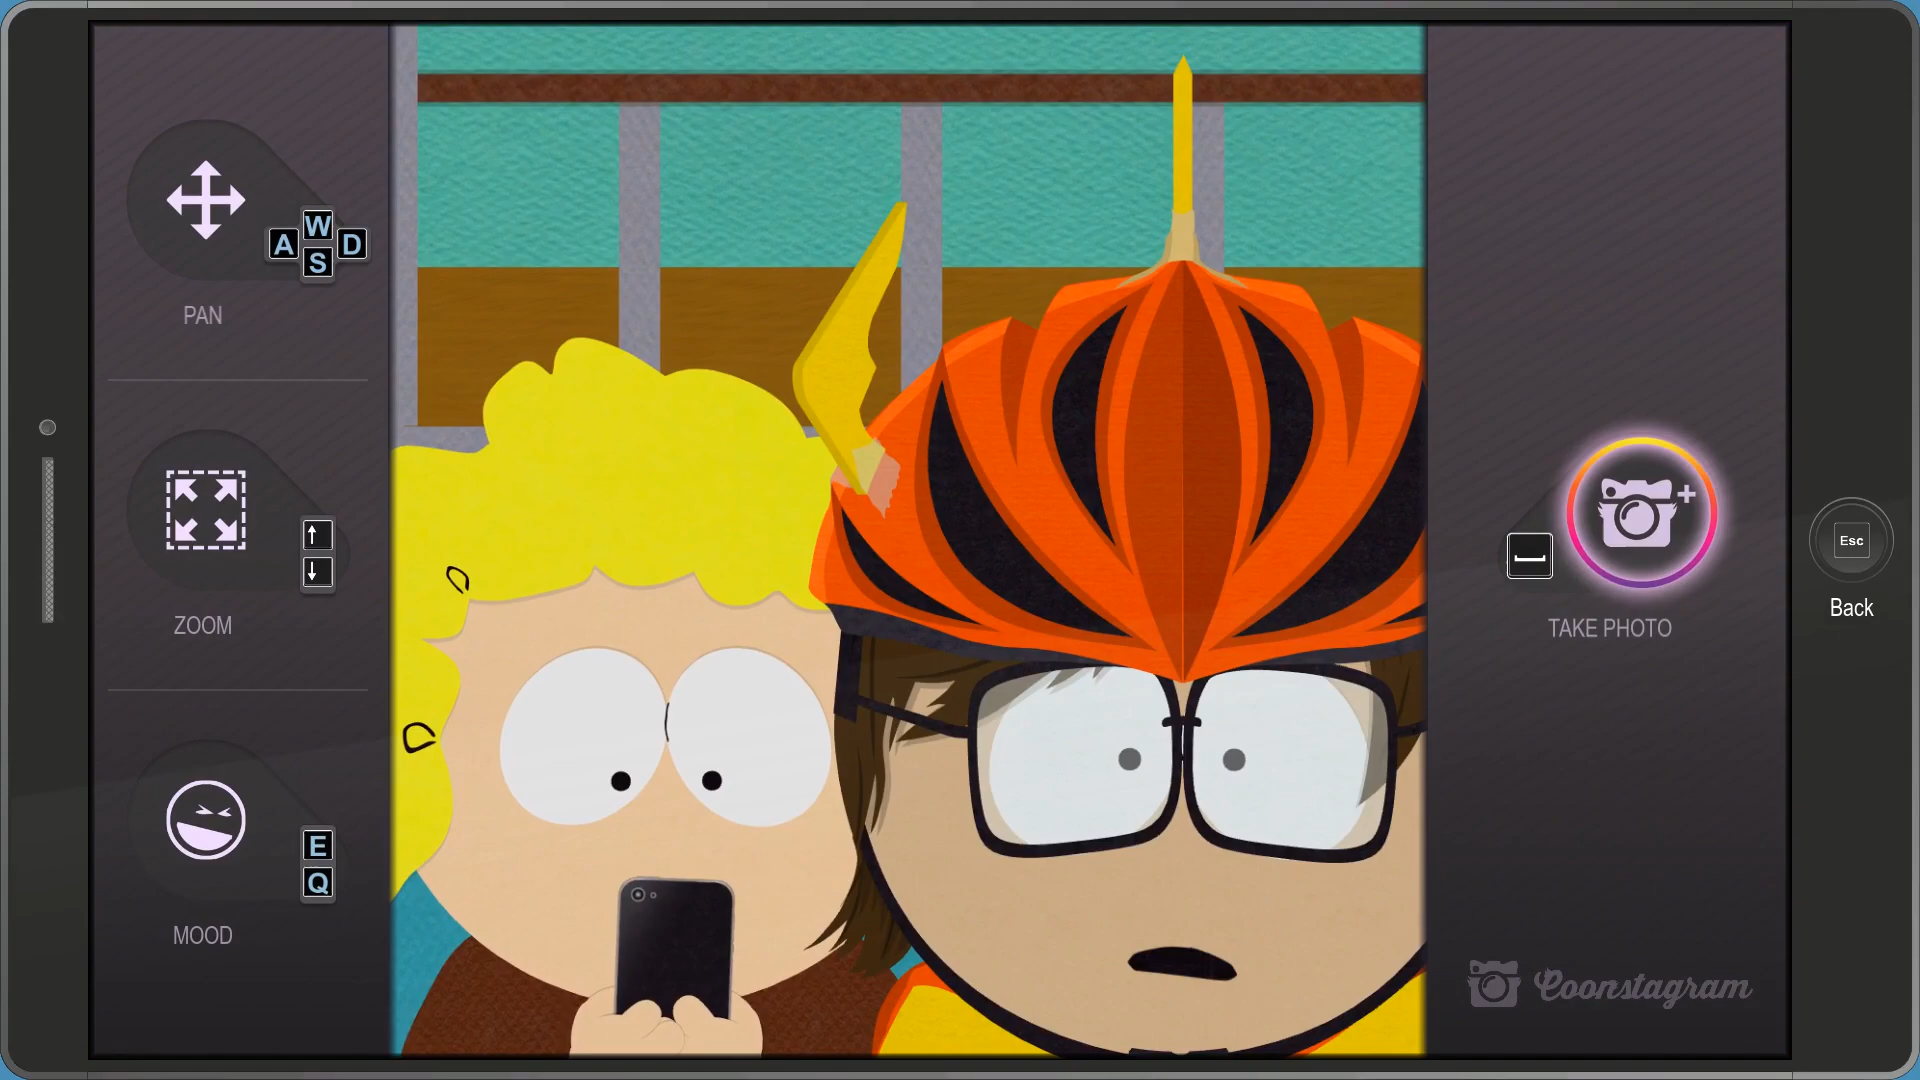 W
A
D
S
PAN
↑
↓
ZOOM
E
Q
MOOD
TAKE PHOTO
Coonstagram
Esc
Back